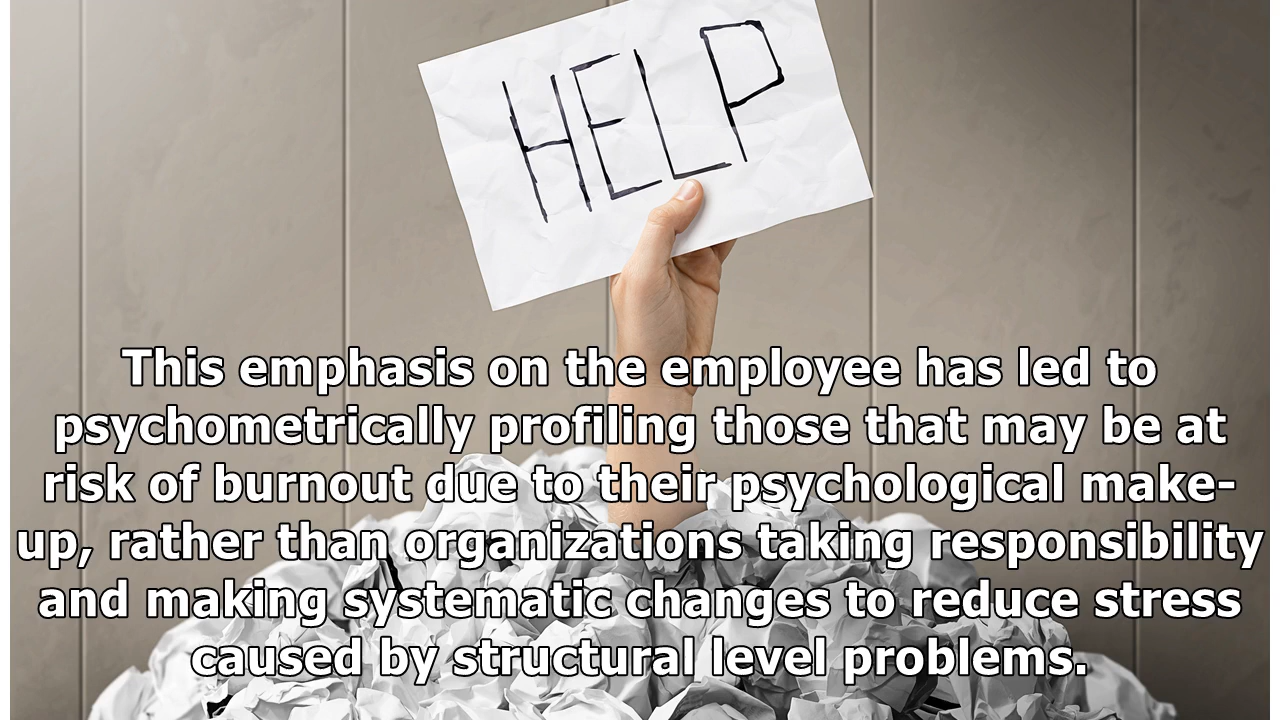 HELP
This emphasis on the employee has led to
psychometrically profiling those that may be at
risk of burnout due to their psychological make-
up, rather than organizations taking responsibility
and making systematic changes to reduce stress
caused by structural level problems.